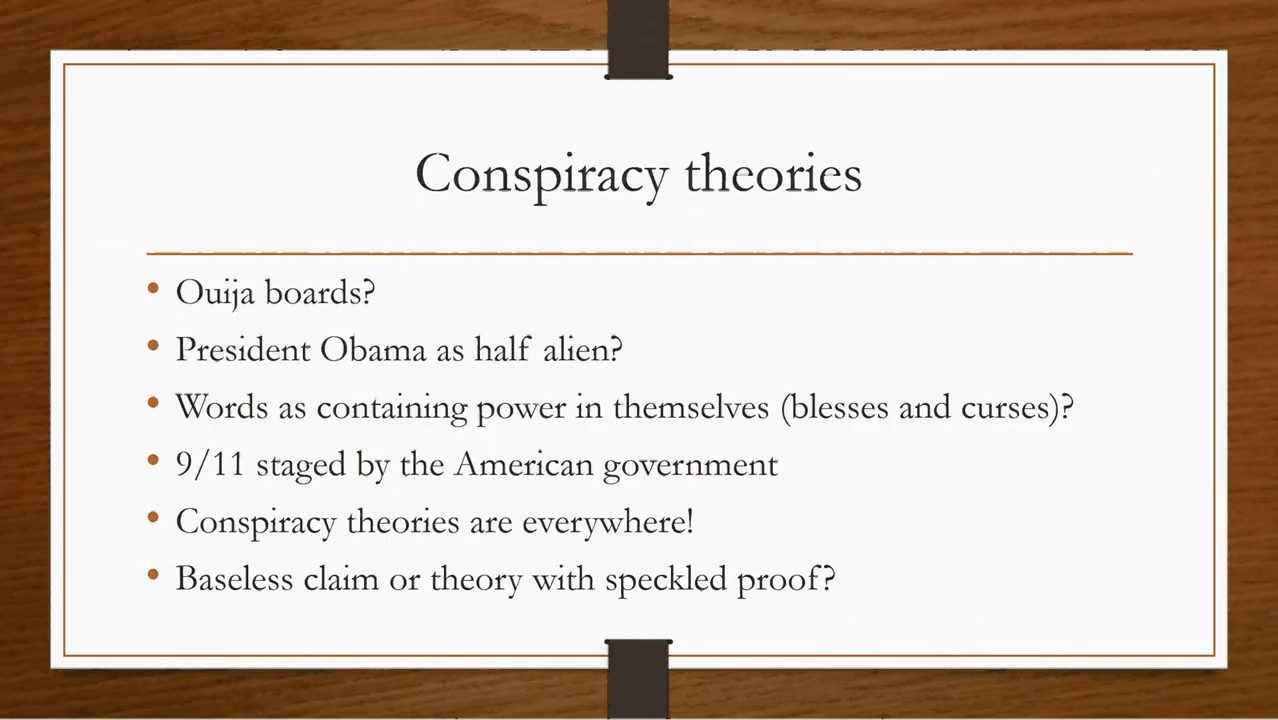 Conspiracy theories
• Ouija boards?
• President Obama as half alien?
• Words as containing power in themselves (blesses and curses)?
• 9/11 staged by the American government
• Conspiracy theories are everywhere!
• Baseless claim or theory with speckled proof?